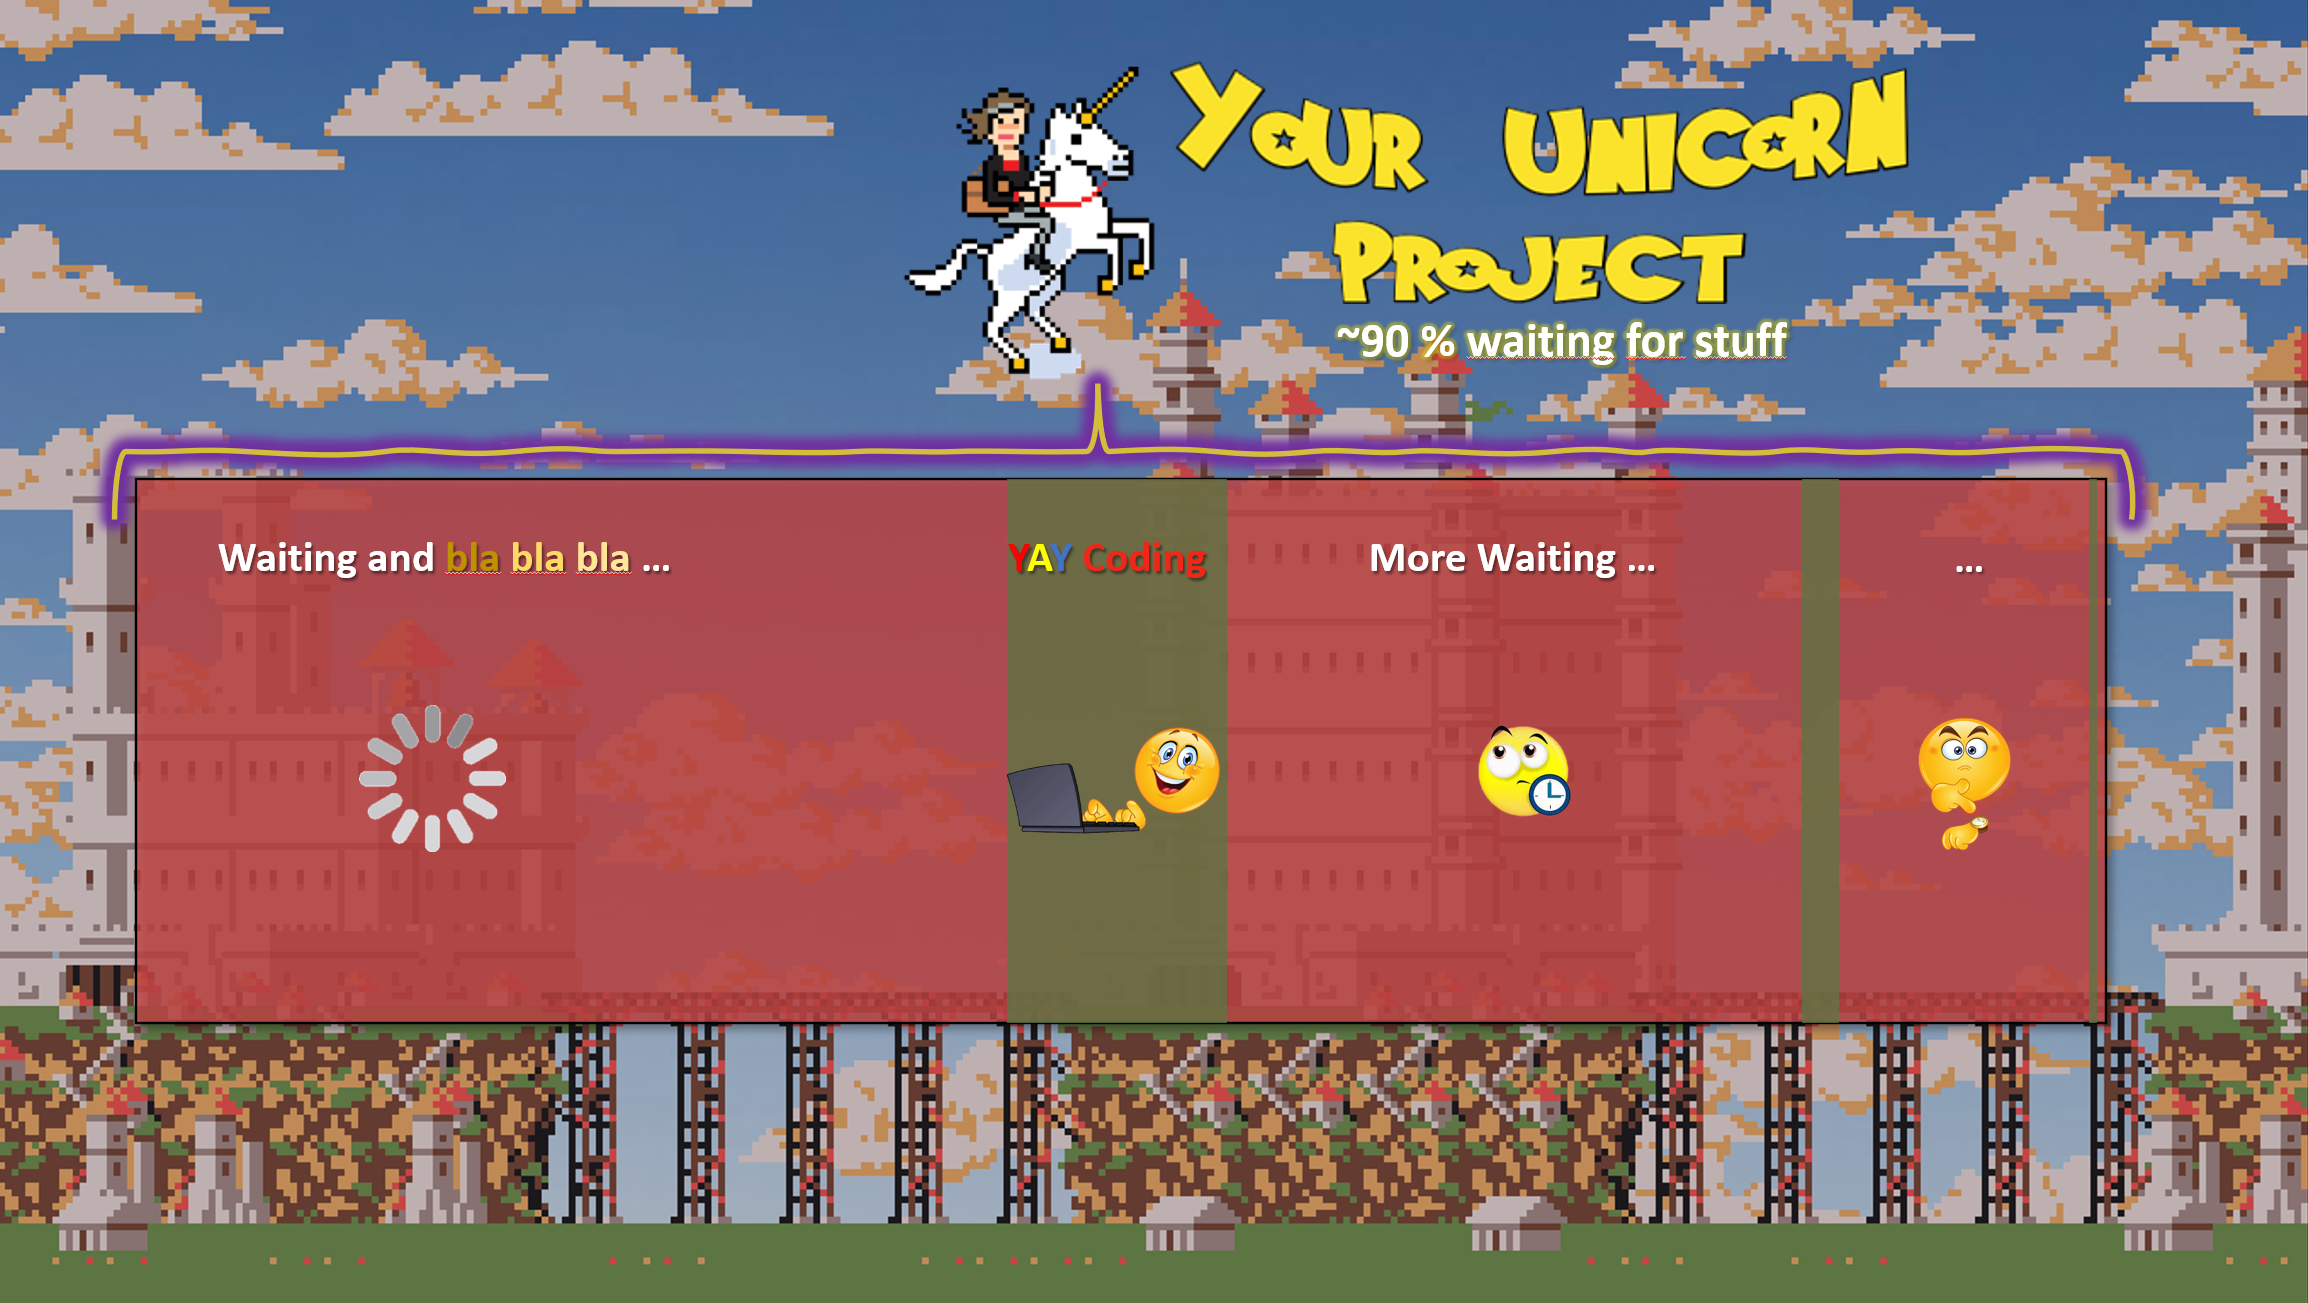 YOUR UNICORN
PROJECT
~90 % waiting for stuff
Waiting and bla bla bla ...
YAY Coding
More Waiting ...
...